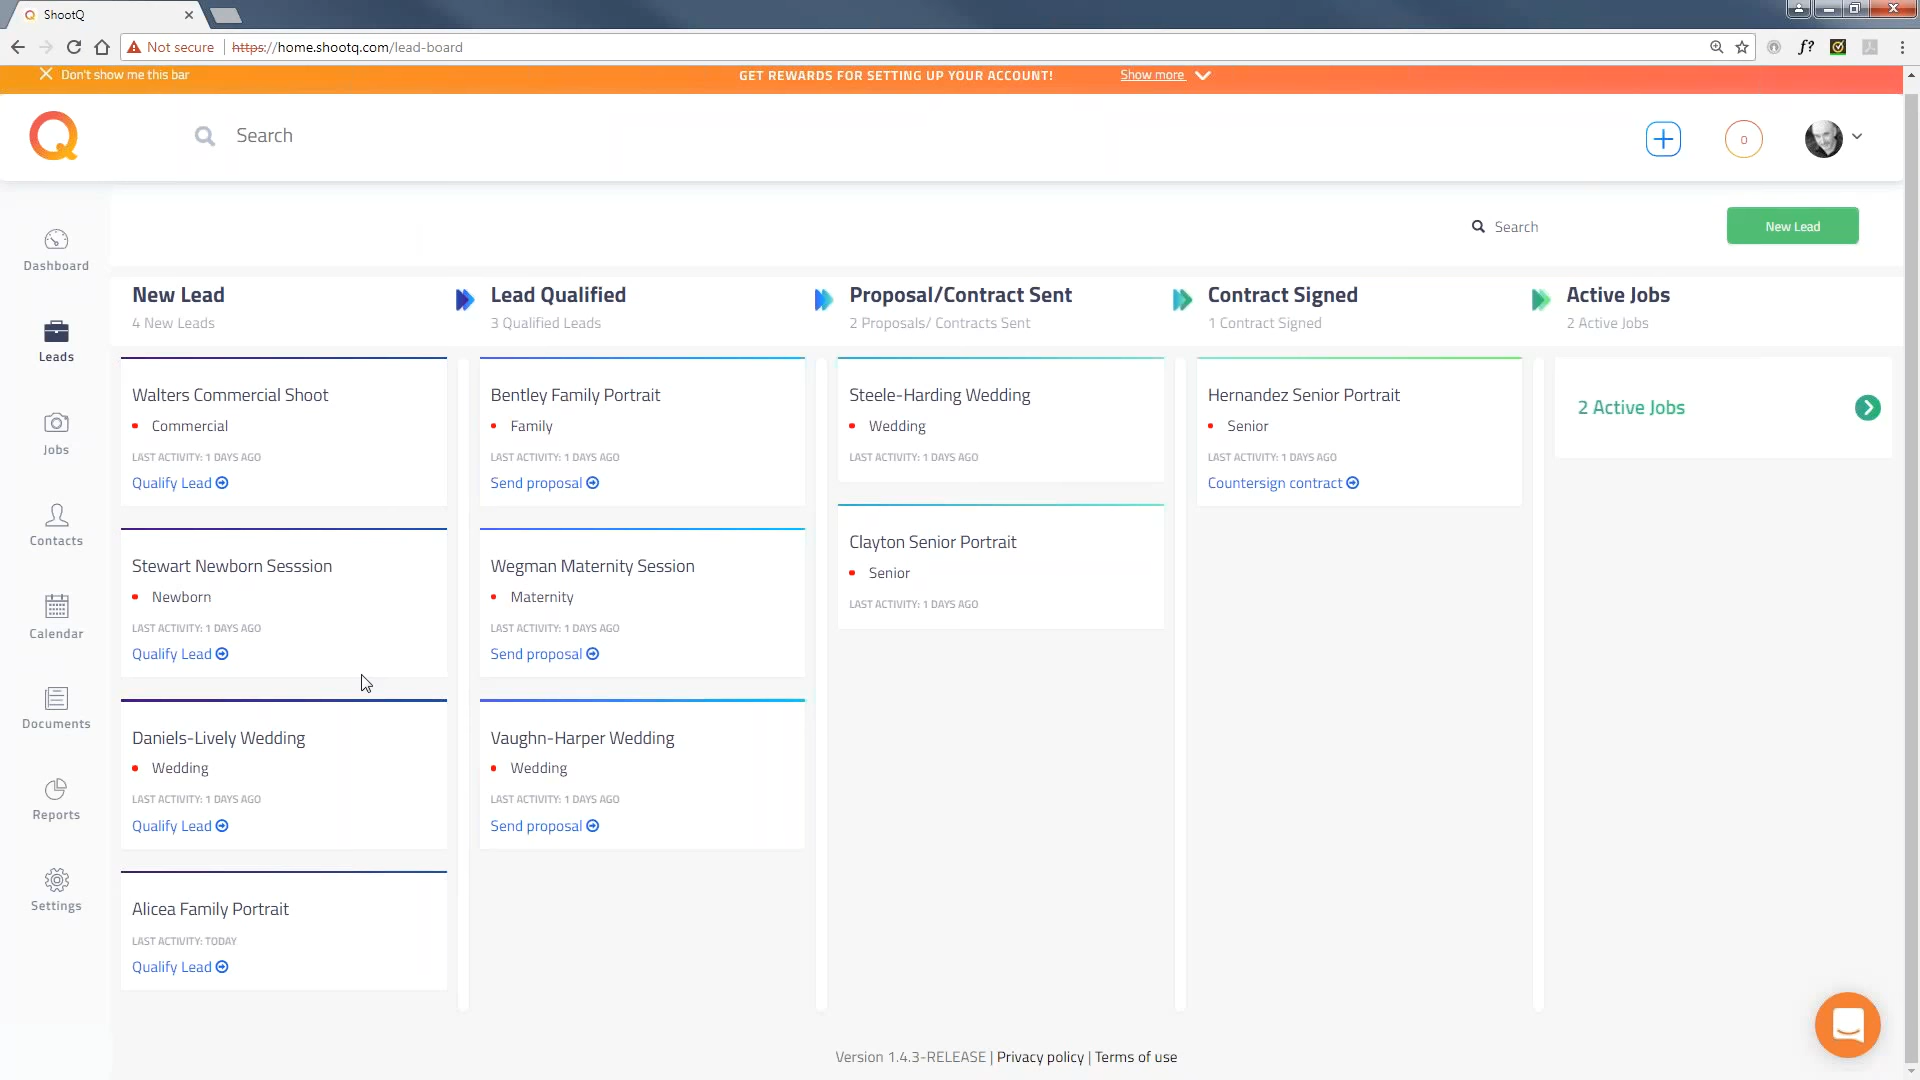 ShootQ
Not secure https://home.shootq.com/lead-board
Don't show me this bar
GET REWARDS FOR SETTING UP YOUR ACCOUNT!
Show more
Search
0
Search
New Lead
Dashboard
Leads
Jobs
Contacts
Calendar
Documents
Reports
Settings
New Lead
4 New Leads
Walters Commercial Shoot
Commercial
LAST ACTIVITY: 1 DAYS AGO
Qualify Lead
Stewart Newborn Sesssion
Newborn
LAST ACTIVITY: 1 DAYS AGO
Qualify Lead
Daniels-Lively Wedding
Wedding
LAST ACTIVITY: 1 DAYS AGO
Qualify Lead
Alicea Family Portrait
LAST ACTIVITY: TODAY
Qualify Lead
Lead Qualified
3 Qualified Leads
Bentley Family Portrait
Family
LAST ACTIVITY: 1 DAYS AGO
Send proposal
Wegman Maternity Session
Maternity
LAST ACTIVITY: 1 DAYS AGO
Send proposal
Vaughn-Harper Wedding
Wedding
LAST ACTIVITY: 1 DAYS AGO
Send proposal
Proposal/Contract Sent
2 Proposals/ Contracts Sent
Steele-Harding Wedding
Wedding
LAST ACTIVITY: 1 DAYS AGO
Clayton Senior Portrait
Senior
LAST ACTIVITY: 1 DAYS AGO
Contract Signed
1 Contract Signed
Hernandez Senior Portrait
Senior
LAST ACTIVITY: 1 DAYS AGO
Countersign contract
Active Jobs
2 Active Jobs
2 Active Jobs
Version 1.4.3-RELEASE | Privacy policy | Terms of use